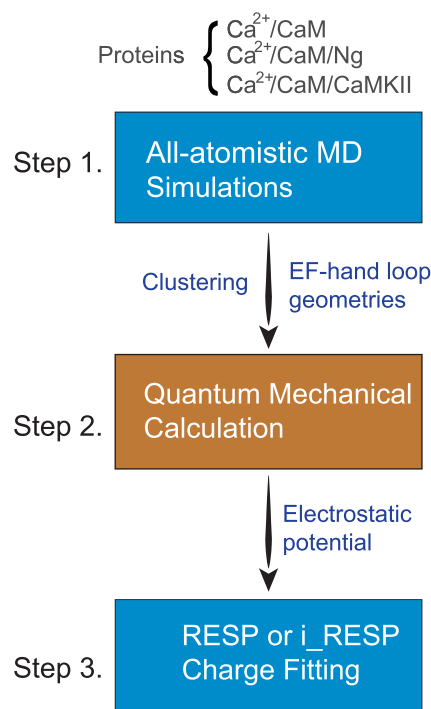 Proteins
Ca2+/CaM
Ca2+/CaM/Ng
Ca2+/CaM/CaMKII
Step 1.
All-atomistic MD
Simulations
Clustering
EF-hand loop
geometries
Step 2.
Quantum Mechanical
Calculation
Electrostatic
potential
Step 3.
RESP or i_RESP
Charge Fitting